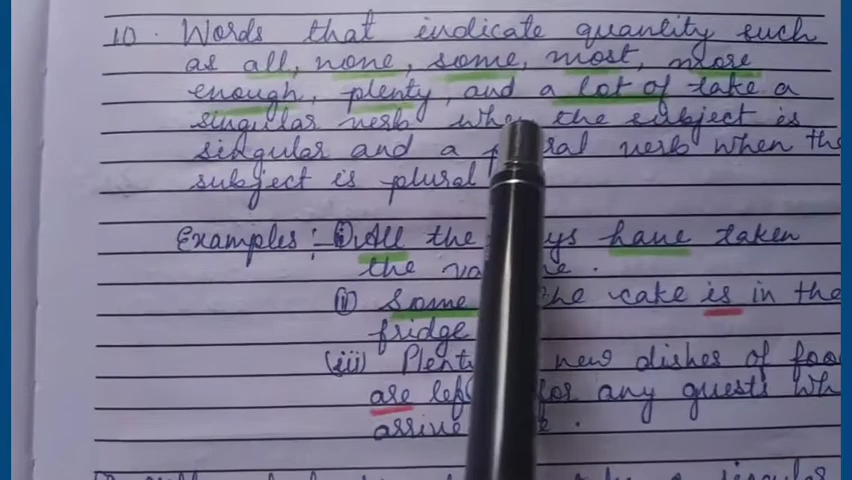 10. Words that indicate quantity such
as all, none, some, most, more
enough, plenty, and a lot of take a
singular verb when the subject is
singular and a plural verb when the
subject is plural
Examples :- (i) All the boys have taken
the
(ii) Some the cake is in the
fridge
(iii) Plenty new dishes of food
are left for any guests
arrive .
singular